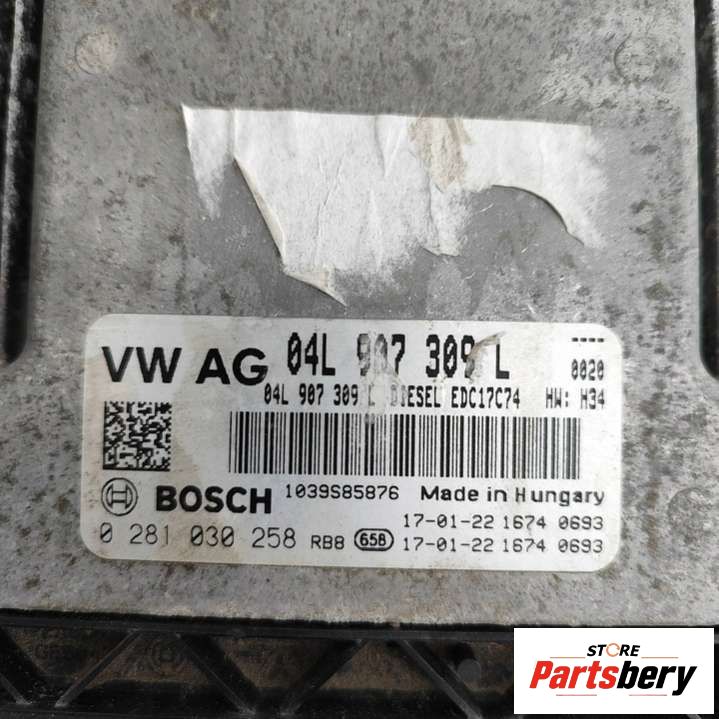 VW AG 04L 907 309 L ----
0020
04L 907 309 L DIESEL EDC17C74 HW: H34
BOSCH 1039S85876 Made in Hungary
17-01-22 1674 0693
0 281 030 258 RB8 658 17-01-22 1674 0693
STORE
Partsbery